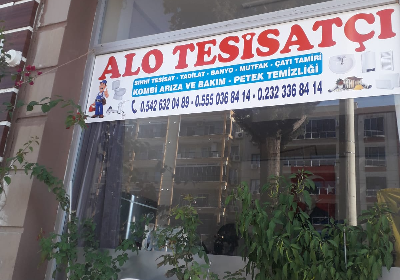 ALO TESİSATÇI
SIHHİ TESİSAT - TADİLAT - BANYO - MUTFAK - ÇATI TAMİRİ
KOMBİ ARIZA VE BAKIM - PETEK TEMİZLİĞİ
0.542 632 04 89 - 0.555 036 84 14 - 0.232 336 84 14